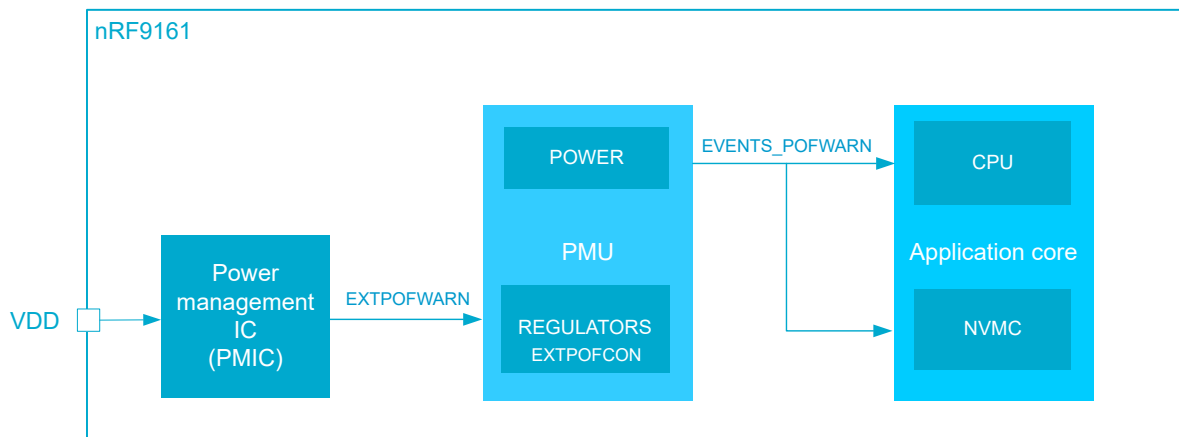 nRF9161
VDD
Power
management
IC
(PMIC)
EXTPOFWARN
POWER
PMU
REGULATORS
EXTPOFCON
EVENTS_POFWARN
CPU
Application core
NVMC